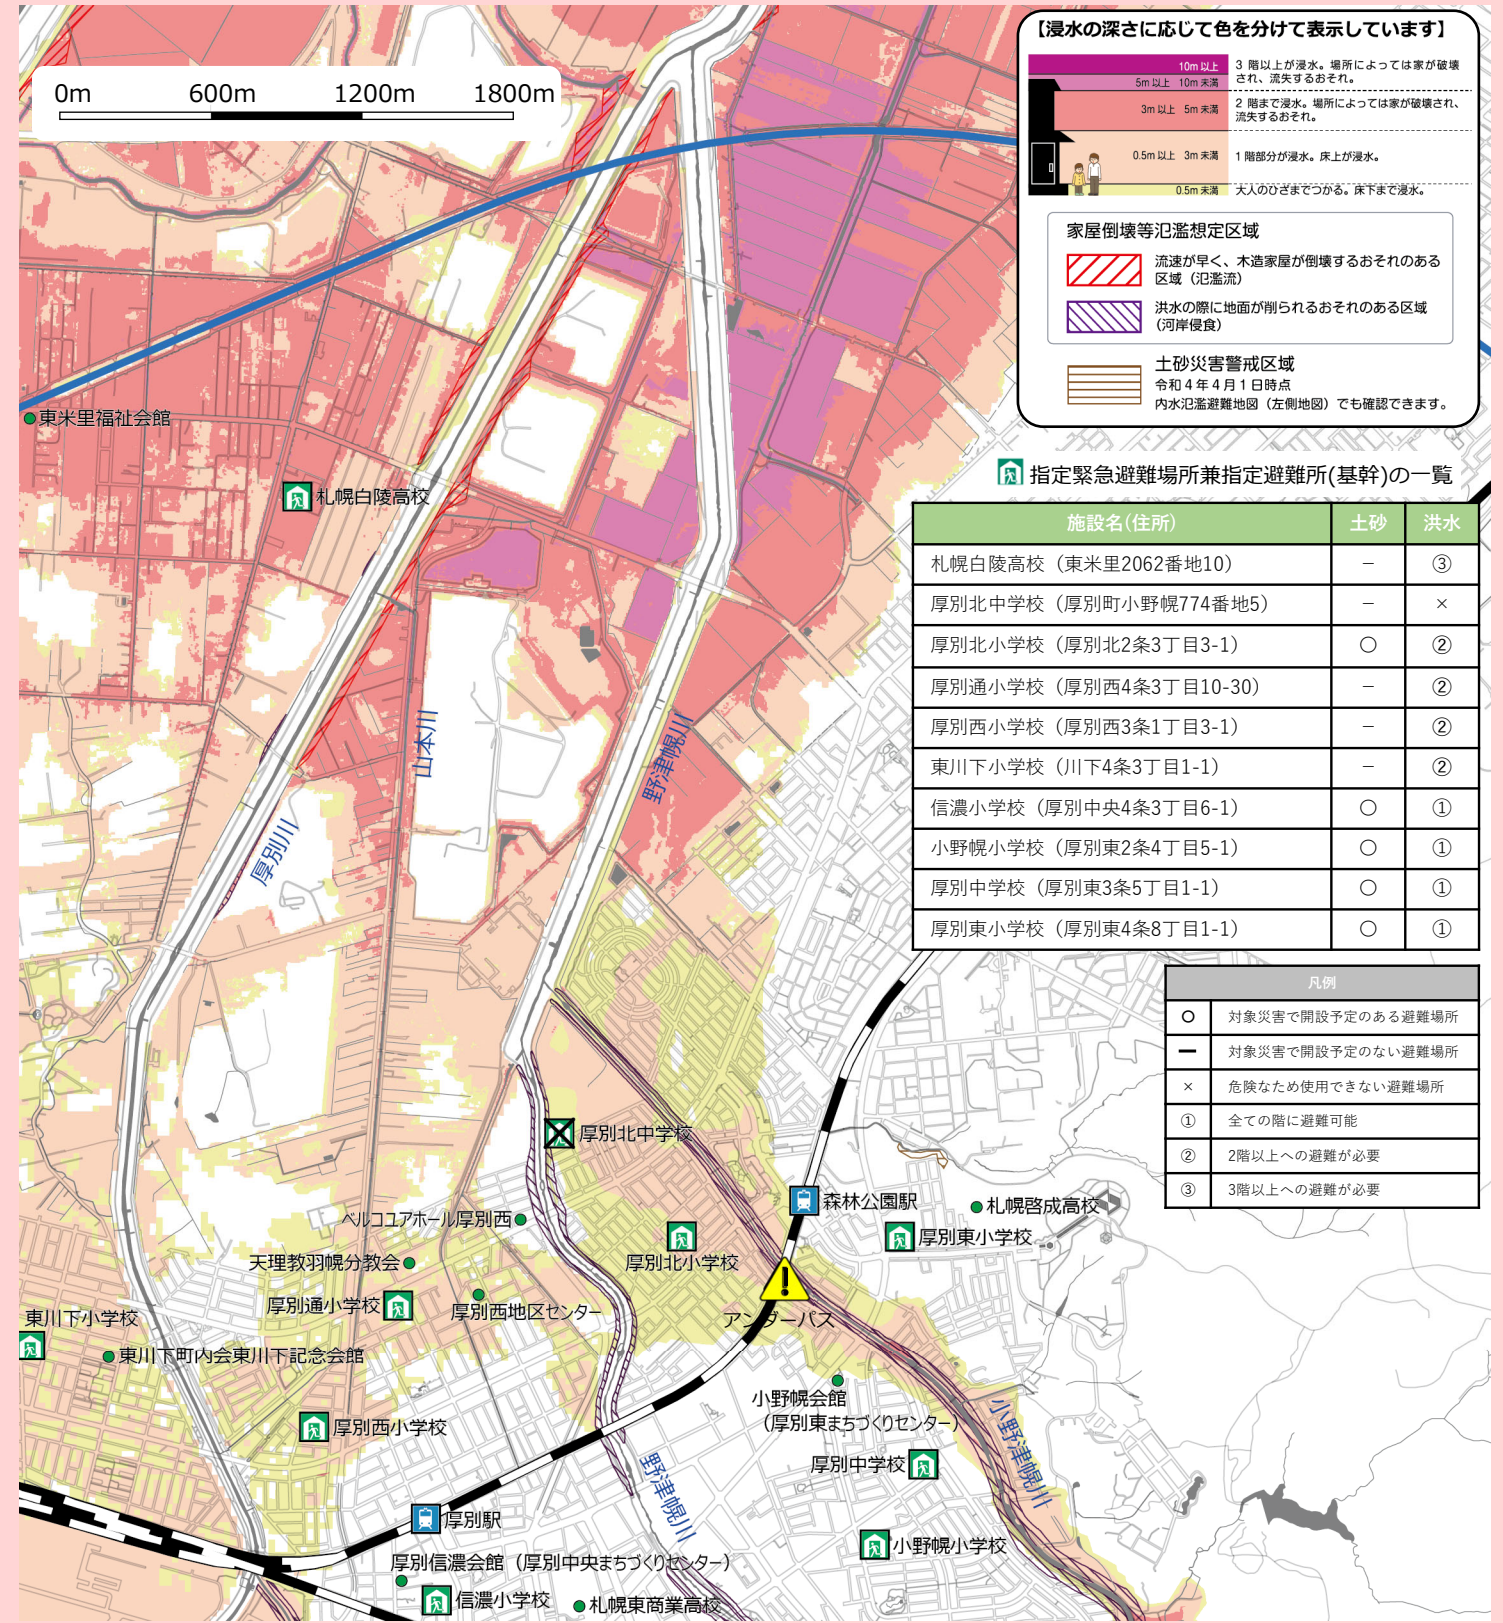 【浸水の深さに応じて色を分けて表示しています】
10m 以上
3 階以上が浸水。場所によっては家が破壊
され、流失するおそれ。
5m 以上 10m 未満
3m 以上 5m 未満
2 階まで浸水。場所によっては家が破壊され、
流失するおそれ。
0.5m 以上 3m 未満
1 階部分が浸水。床上が浸水。
0.5m 未満
大人のひざまでつかる。床下まで浸水。
家屋倒壊等氾濫想定区域
流速が早く、木造家屋が倒壊するおそれのある
区域（氾濫流）
洪水の際に地面が削られるおそれのある区域
（河岸侵食）
土砂災害警戒区域
令和４年４月１日時点
内水氾濫避難地図（左側地図）でも確認できます。
0m 600m 1200m 1800m
東米里福祉会館
札幌白陵高校
指定緊急避難場所兼指定避難所(基幹)の一覧
施設名(住所) 土砂 洪水
札幌白陵高校（東米里2062番地10） － ③
厚別北中学校（厚別町小野幌774番地5） － ×
厚別北小学校（厚別北2条3丁目3-1） 〇 ②
厚別通小学校（厚別西4条3丁目10-30） － ②
厚別西小学校（厚別西3条1丁目3-1） － ②
東川下小学校（川下4条3丁目1-1） － ②
信濃小学校（厚別中央4条3丁目6-1） 〇 ①
小野幌小学校（厚別東2条4丁目5-1） 〇 ①
厚別中学校（厚別東3条5丁目1-1） 〇 ①
厚別東小学校（厚別東4条8丁目1-1） 〇 ①
凡例
〇 対象災害で開設予定のある避難場所
ー 対象災害で開設予定のない避難場所
× 危険なため使用できない避難場所
① 全ての階に避難可能
② 2階以上への避難が必要
③ 3階以上への避難が必要
山本川
野津幌川
厚別川
厚別北中学校
森林公園駅
札幌啓成高校
ベルコユアホール厚別西
厚別東小学校
天理教羽幌分教会
厚別北小学校
厚別通小学校
厚別西地区センター
アンダーパス
東川下小学校
東川下町内会東川下記念会館
小野幌会館
（厚別東まちづくりセンター）
小野津幌川
厚別西小学校
厚別中学校
野津幌川
厚別駅
小野幌小学校
厚別信濃会館（厚別中央まちづくりセンター）
信濃小学校
札幌東商業高校